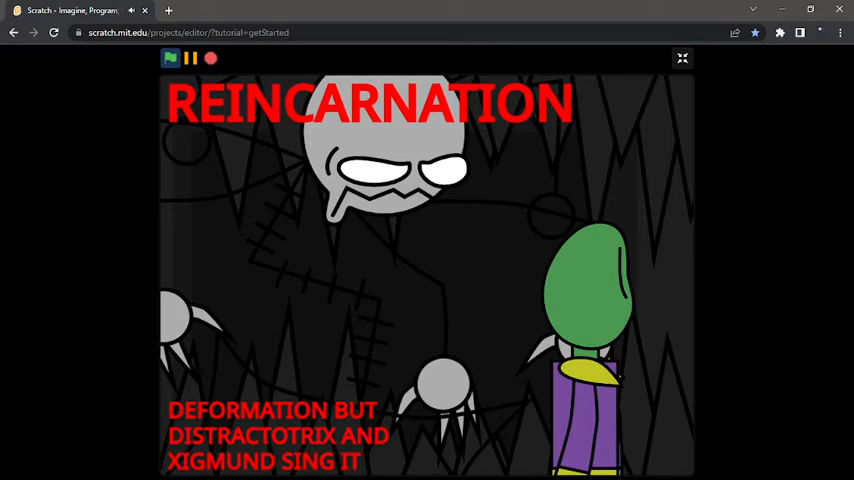 Scratch - Imagine, Program,
scratch.mit.edu/projects/editor/?tutorial=getStarted
REINCARNATION
DEFORMATION BUT
DISTRACTOTRIX AND
XIGMUND SING IT